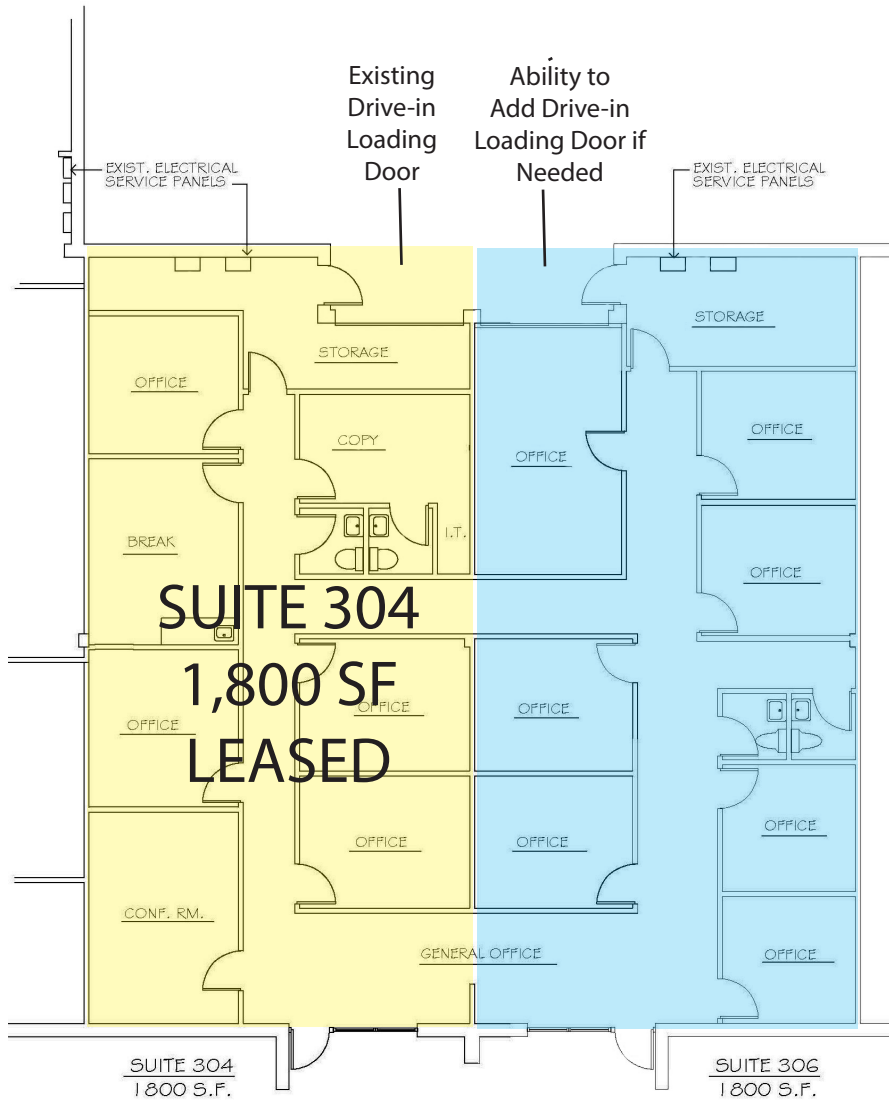 Existing
Drive-in
Loading
Door
Ability to
Add Drive-in
Loading Door if
Needed
EXIST. ELECTRICAL
SERVICE PANELS
EXIST. ELECTRICAL
SERVICE PANELS
STORAGE
STORAGE
OFFICE
OFFICE
COPY
OFFICE
I.T.
BREAK
OFFICE
SUITE 304
1,800 SF
LEASED
OFFICE
OFFICE
OFFICE
OFFICE
OFFICE
OFFICE
OFFICE
CONF. RM.
GENERAL OFFICE
OFFICE
SUITE 304
1800 S.F.
SUITE 306
1800 S.F.